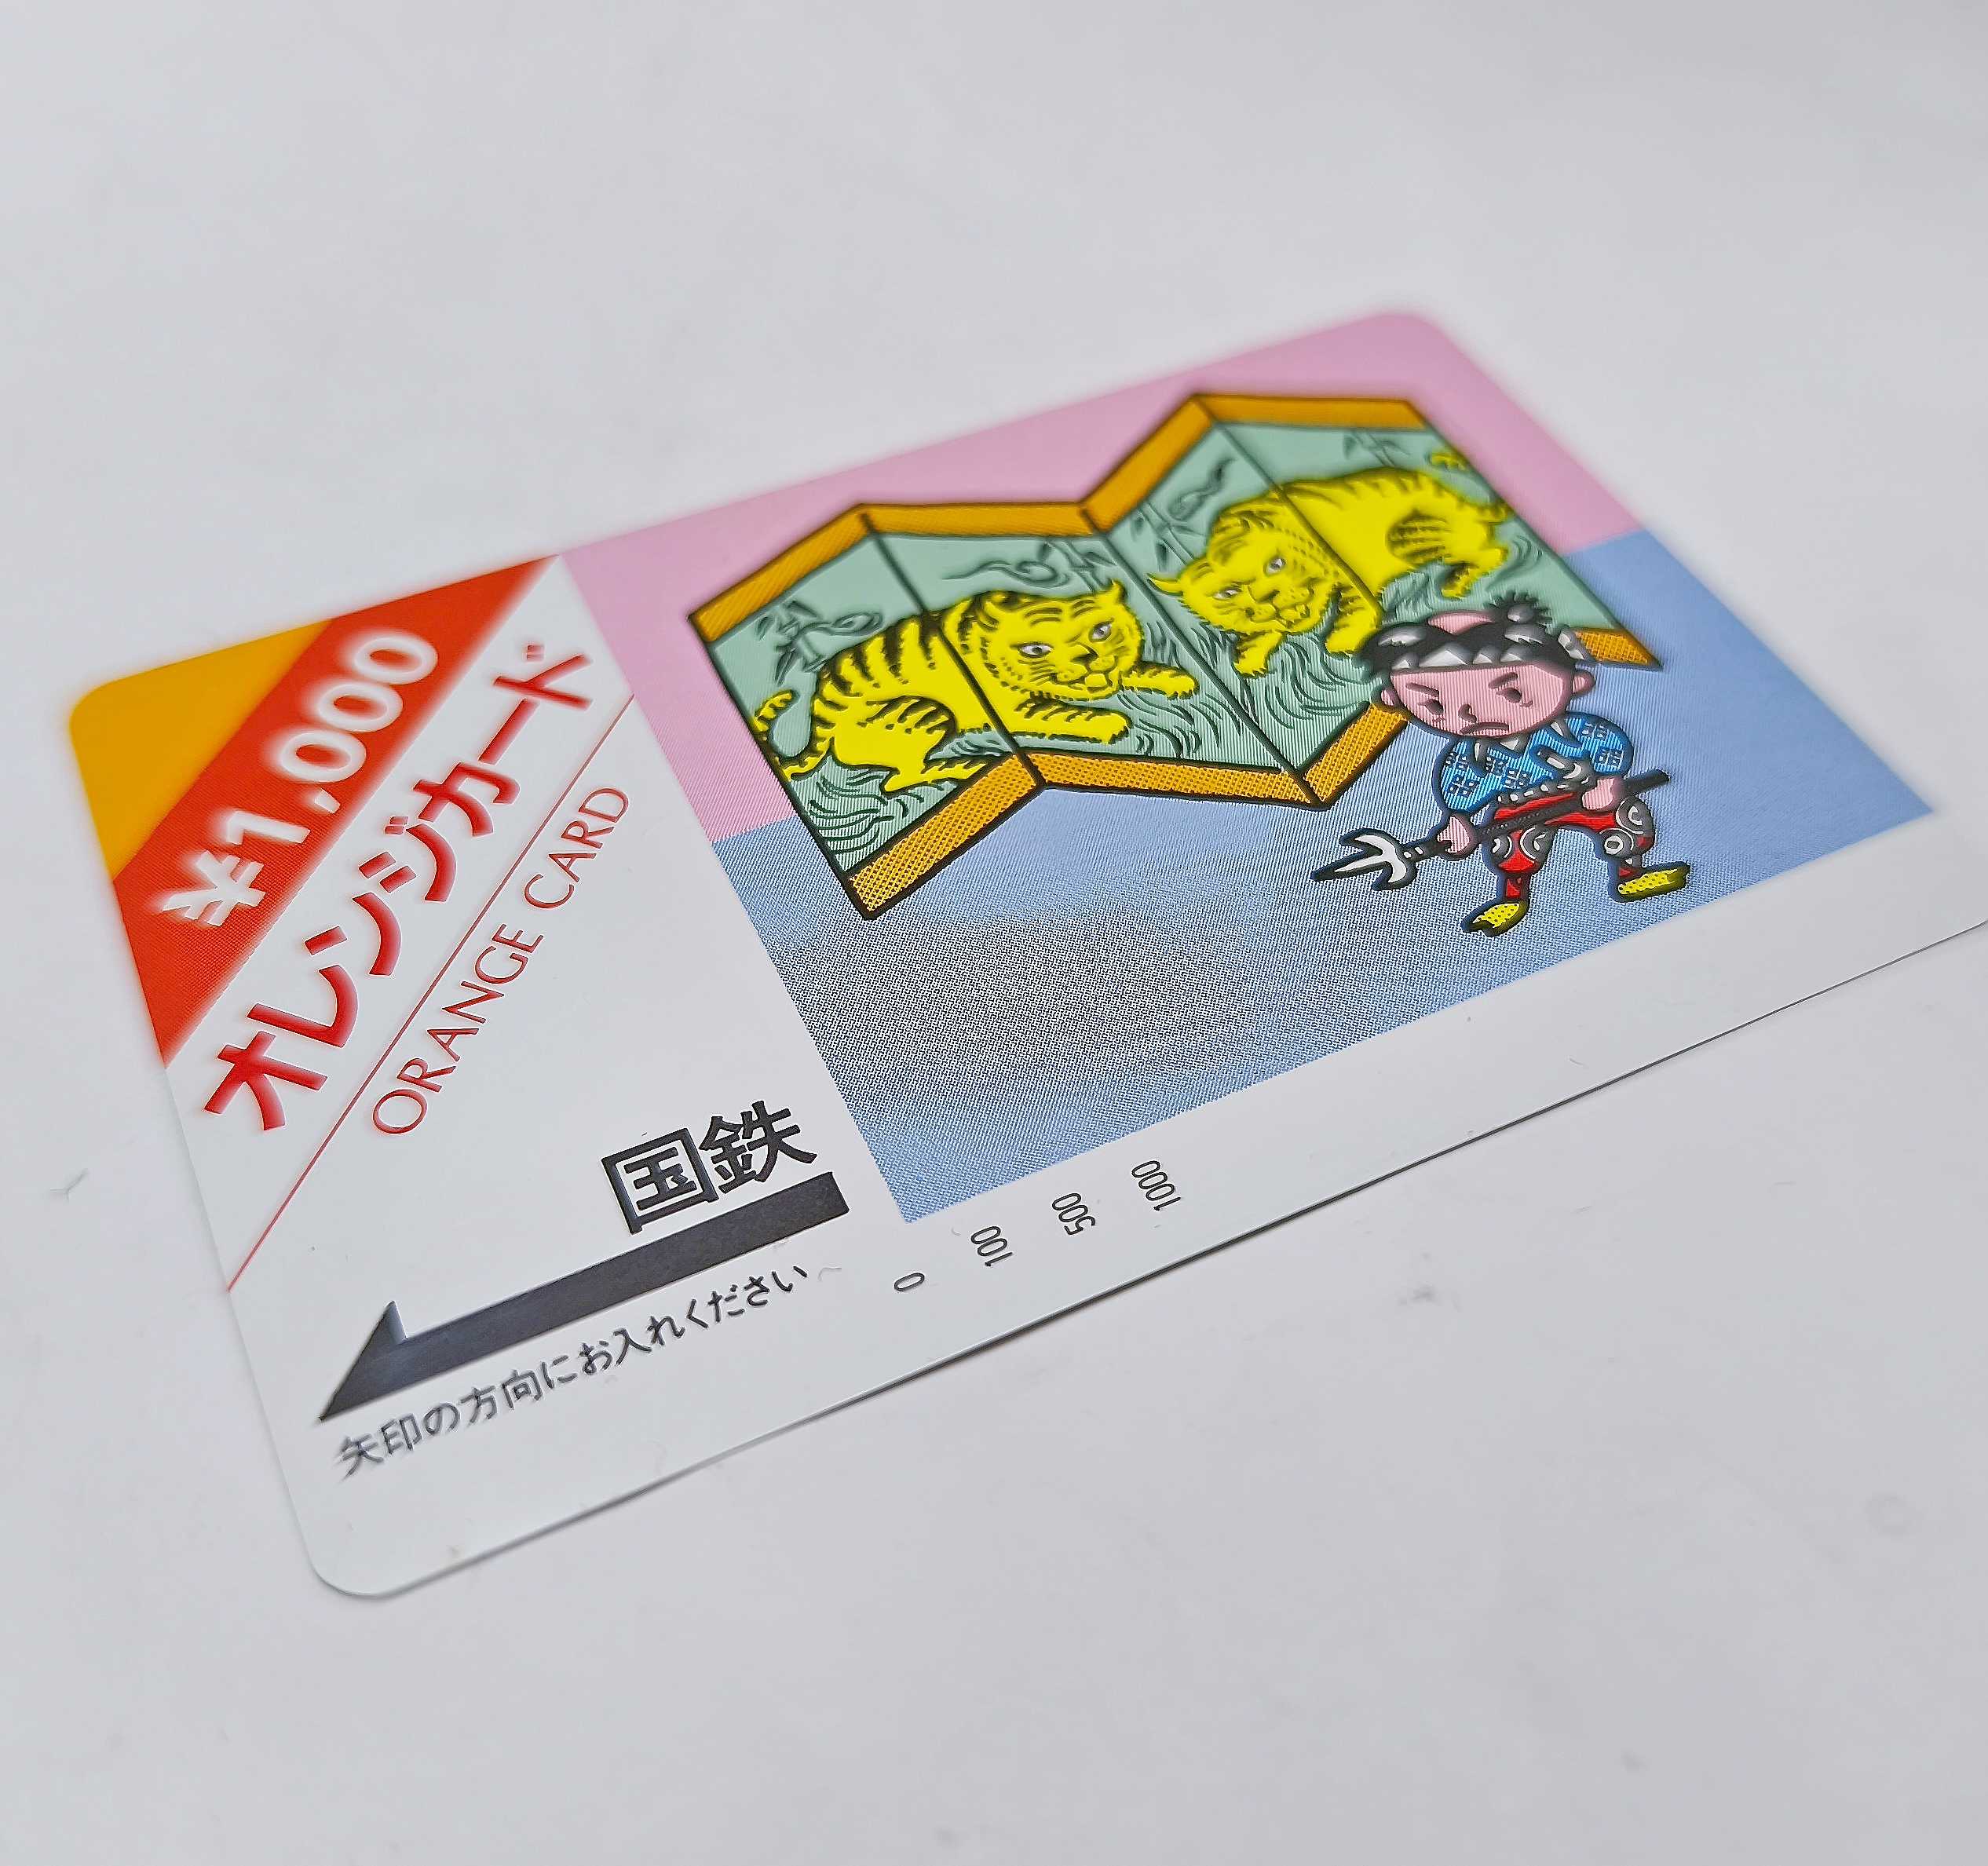 ¥1,000
オレンジカード
ORANGE CARD
国鉄
矢印の方向にお入れください
0 100 500 1000